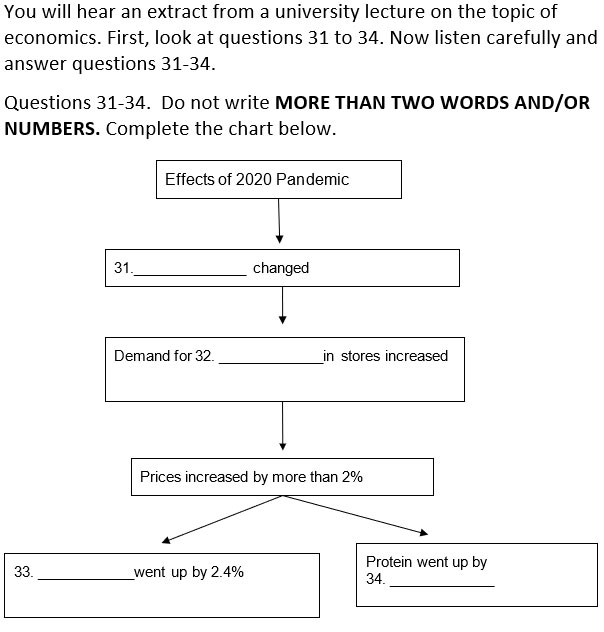 You will hear an extract from a university lecture on the topic of
economics. First, look at questions 31 to 34. Now listen carefully and
answer questions 31-34.
Questions 31-34.  Do not write MORE THAN TWO WORDS AND/OR
NUMBERS. Complete the chart below.
Effects of 2020 Pandemic
31.______________ changed
Demand for 32. _____________in stores increased
Prices increased by more than 2%
33. ____________went up by 2.4%
Protein went up by
34. _____________